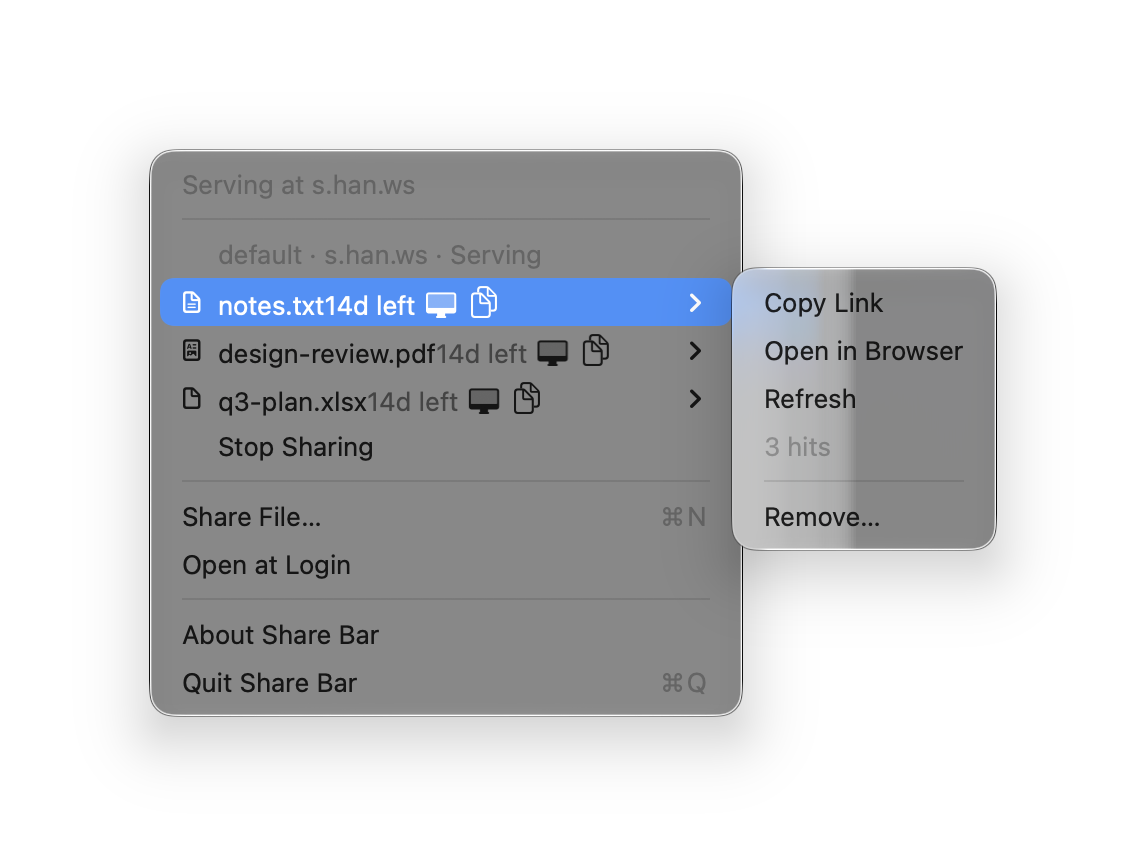 Serving at s.han.ws
default · s.han.ws · Serving
notes.txt14d left
design-review.pdf14d left
q3-plan.xlsx14d left
Stop Sharing
Share File...
⌘N
Open at Login
About Share Bar
Quit Share Bar
⌘Q
Copy Link
Open in Browser
Refresh
3 hits
Remove...